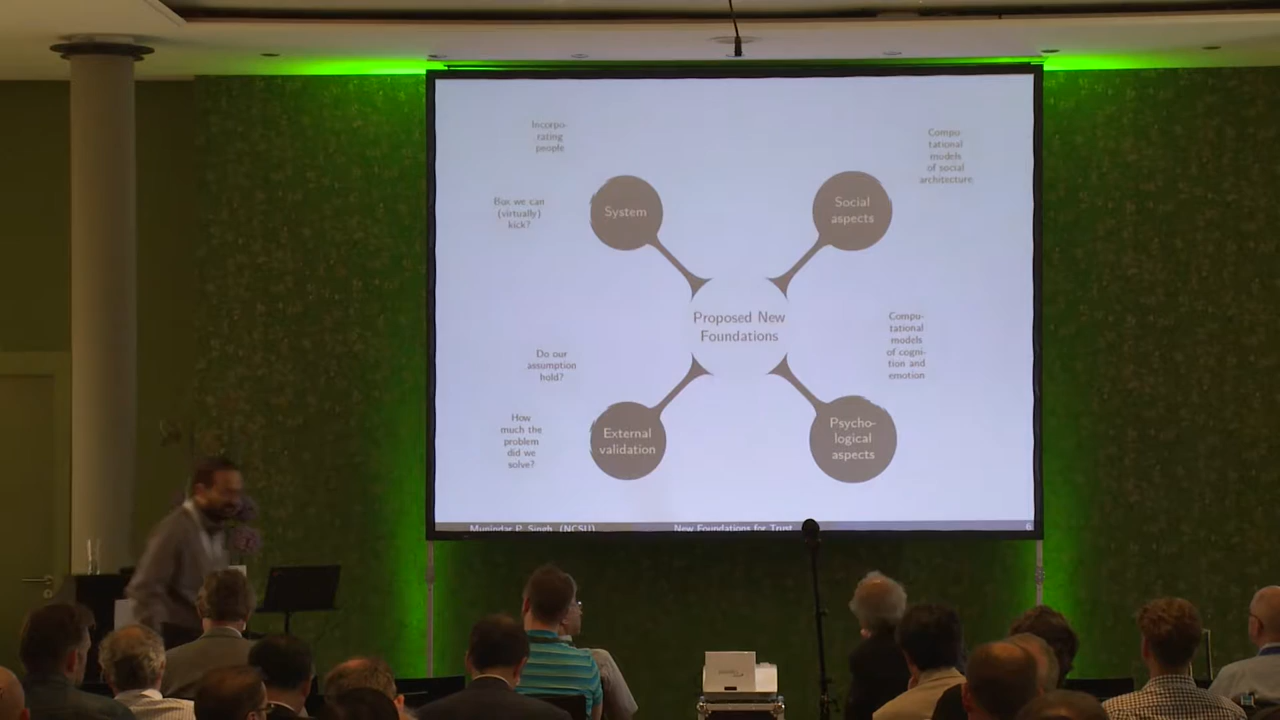 Incorpo-
rating
people
But we can
(virtually)
kick?
System
Social
aspects
Compu-
tational
models
of social
architecture
Proposed New
Foundations
Do our
assumption
hold?
How
much the
problem
did we
solve?
External
validation
Psycho-
logical
aspects
Compu-
tational
models
of cogni-
tion and
emotion
Munindar P. Singh (NCSU)
New Foundations for Trust
6